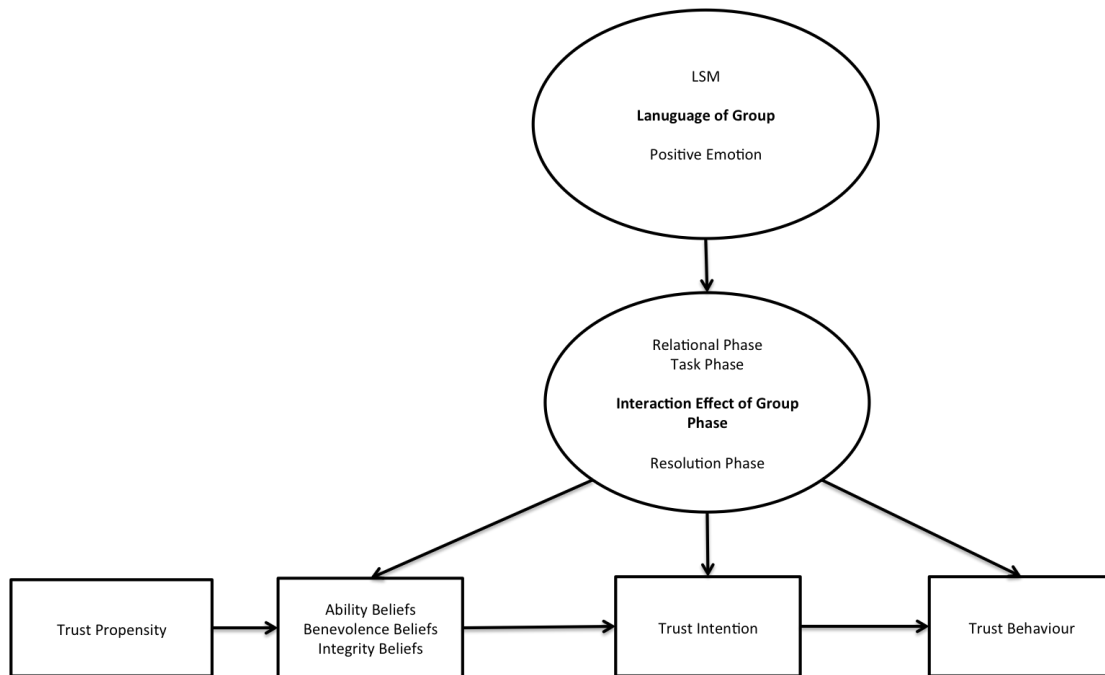 LSM
Lanuguage of Group
Positive Emotion
Relational Phase
Task Phase
Interaction Effect of Group
Phase
Resolution Phase
Trust Propensity
Ability Beliefs
Benevolence Beliefs
Integrity Beliefs
Trust Intention
Trust Behaviour